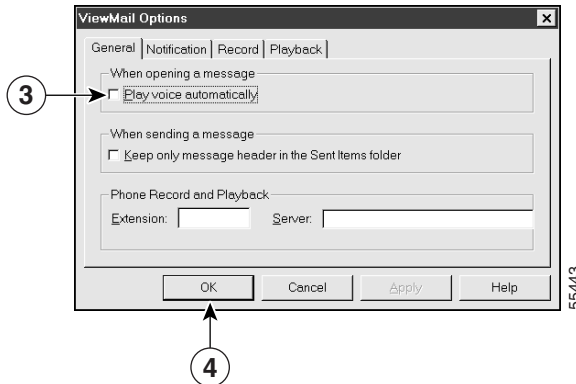 ViewMail Options
General Notification Record Playback
When opening a message
3
Play voice automatically
When sending a message
Keep only message header in the Sent Items folder
Phone Record and Playback
Extension: Server:
OK Cancel Apply Help
4
55443